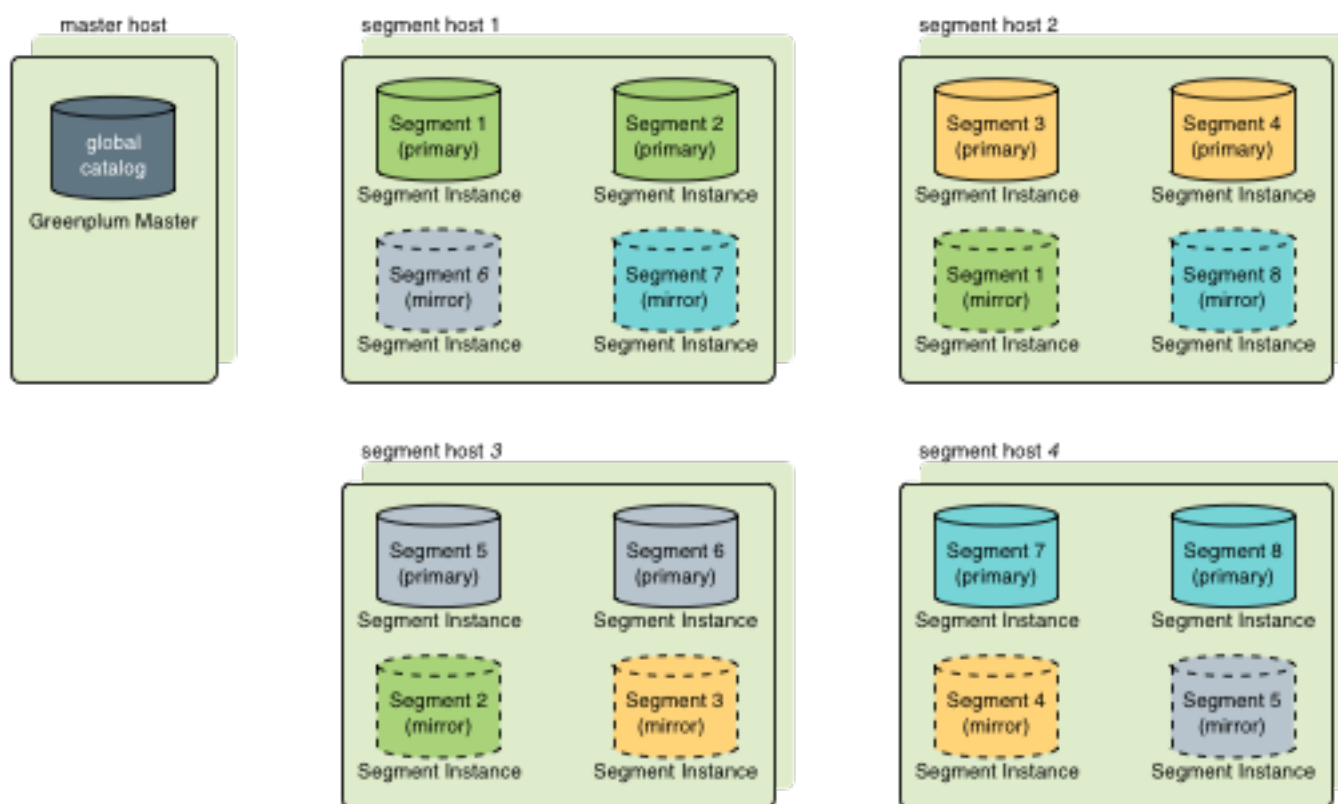 master host
global
catalog
Greenplum Master
segment host 1
Segment 1
(primary)
Segment Instance
Segment 2
(primary)
Segment Instance
Segment 6
(mirror)
Segment Instance
Segment 7
(mirror)
Segment Instance
segment host 2
Segment 3
(primary)
Segment Instance
Segment 4
(primary)
Segment Instance
Segment 1
(mirror)
Segment Instance
Segment 8
(mirror)
Segment Instance
segment host 3
Segment 5
(primary)
Segment Instance
Segment 6
(primary)
Segment Instance
Segment 2
(mirror)
Segment Instance
Segment 3
(mirror)
Segment Instance
segment host 4
Segment 7
(primary)
Segment Instance
Segment 8
(primary)
Segment Instance
Segment 4
(mirror)
Segment Instance
Segment 5
(mirror)
Segment Instance